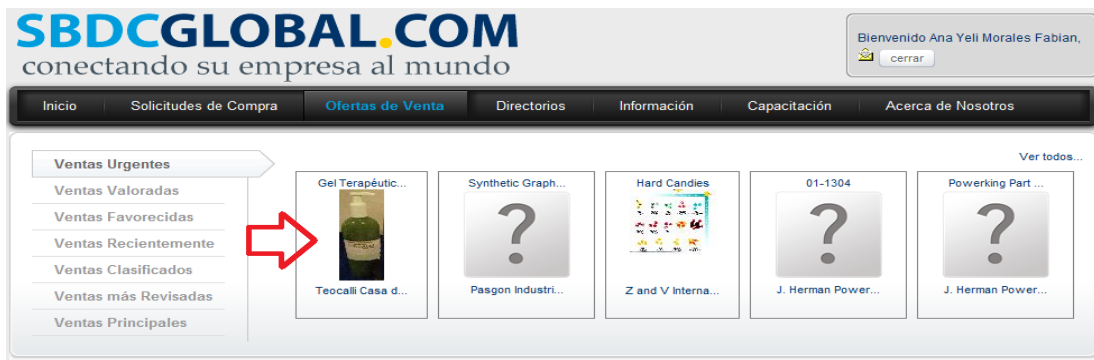 SBDCGLOBAL.COM
conectando su empresa al mundo
Bienvenido Ana Yeli Morales Fabian,
cerrar
Inicio Solicitudes de Compra Ofertas de Venta Directorios Información Capacitación Acerca de Nosotros
Ver todos...
Ventas Urgentes
Ventas Valoradas
Ventas Favorecidas
Ventas Recientemente
Ventas Clasificados
Ventas más Revisadas
Ventas Principales
Gel Terapéutic...
Teocalli Casa d...
Synthetic Graph...
?
Pasgon Industri...
Hard Candies
Z and V Interna...
01-1304
?
J. Herman Power...
Powerking Part ...
?
J. Herman Power...